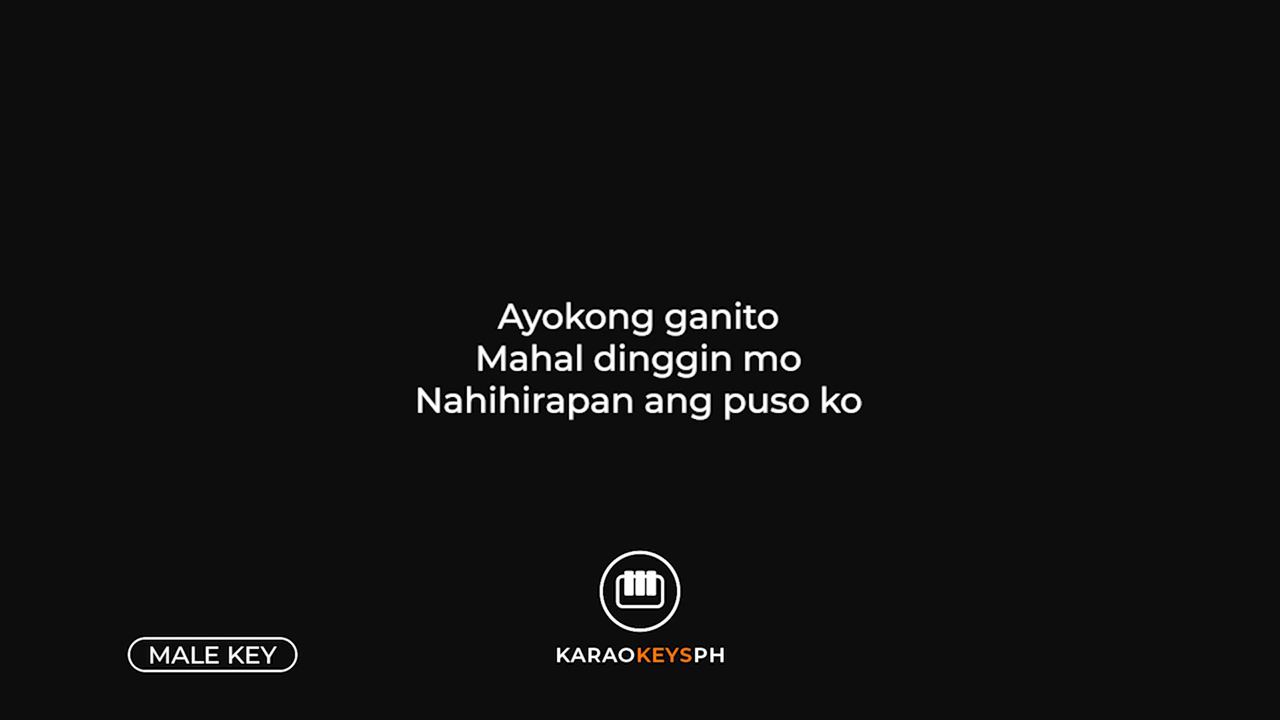 Ayokong ganito
Mahal dinggin mo
Nahihirapan ang puso ko
MALE KEY
KARAOKEYSPH